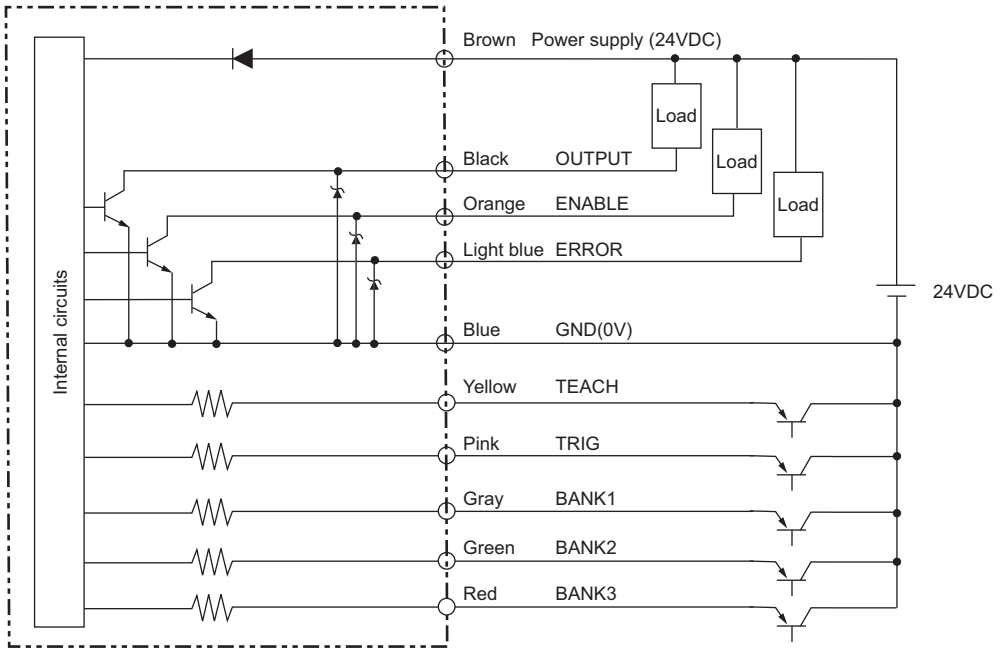 Brown Power supply (24VDC)
Load
Black OUTPUT
Load
Orange ENABLE
Load
Light blue ERROR
Internal circuits
24VDC
Blue GND(0V)
Yellow TEACH
Pink TRIG
Gray BANK1
Green BANK2
Red BANK3